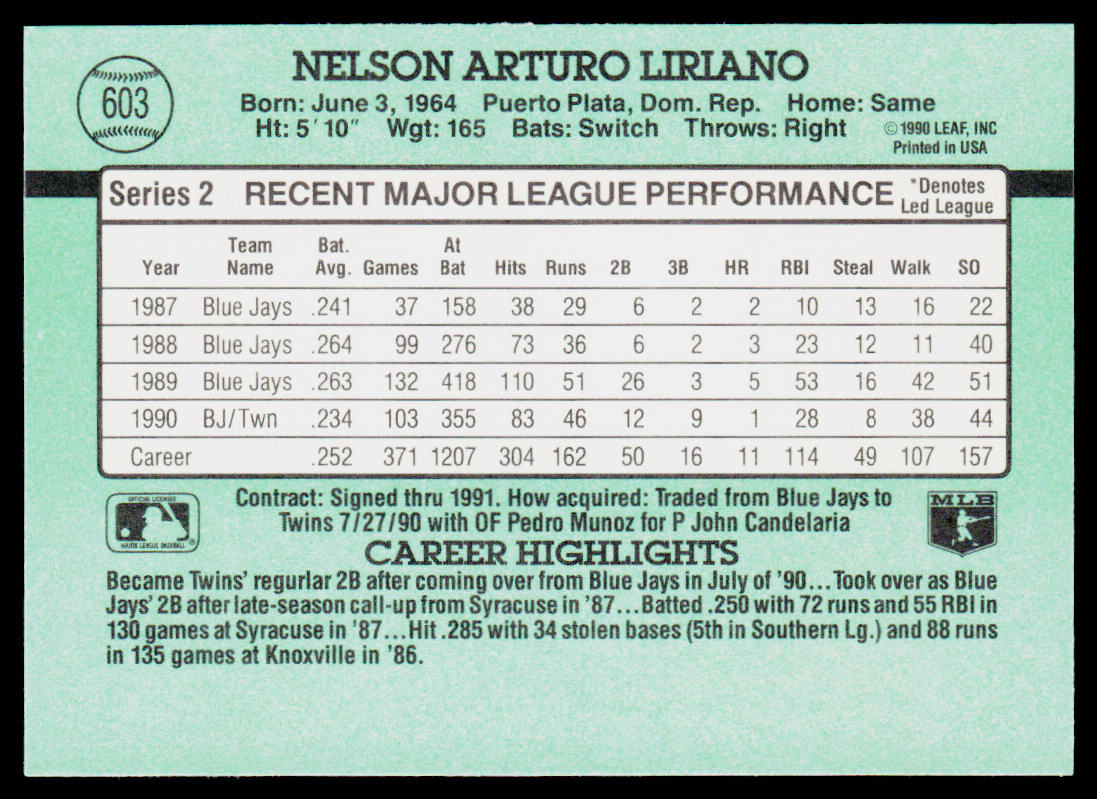 NELSON ARTURO LIRIANO
603
Born: June 3, 1964 Puerto Plata, Dom. Rep. Home: Same
Ht: 5´10˝ Wgt: 165 Bats: Switch Throws: Right
©1990 LEAF, INC
Printed in USA
Series 2 RECENT MAJOR LEAGUE PERFORMANCE
*Denotes
Led League
Year Team Name Bat. Avg. Games At Bat Hits Runs 2B 3B HR RBI Steal Walk SO
1987 Blue Jays .241 37 158 38 29 6 2 2 10 13 16 22
1988 Blue Jays .264 99 276 73 36 6 2 3 23 12 11 40
1989 Blue Jays .263 132 418 110 51 26 3 5 53 16 42 51
1990 BJ/Twn .234 103 355 83 46 12 9 1 28 8 38 44
Career .252 371 1207 304 162 50 16 11 114 49 107 157
OFFICIAL LICENSEE
MAJOR LEAGUE BASEBALL ®
Contract: Signed thru 1991. How acquired: Traded from Blue Jays to
Twins 7/27/90 with OF Pedro Munoz for P John Candelaria
MLB
CAREER HIGHLIGHTS
Became Twins' regurlar 2B after coming over from Blue Jays in July of '90...Took over as Blue
Jays' 2B after late-season call-up from Syracuse in '87...Batted .250 with 72 runs and 55 RBI in
130 games at Syracuse in '87...Hit .285 with 34 stolen bases (5th in Southern Lg.) and 88 runs
in 135 games at Knoxville in '86.